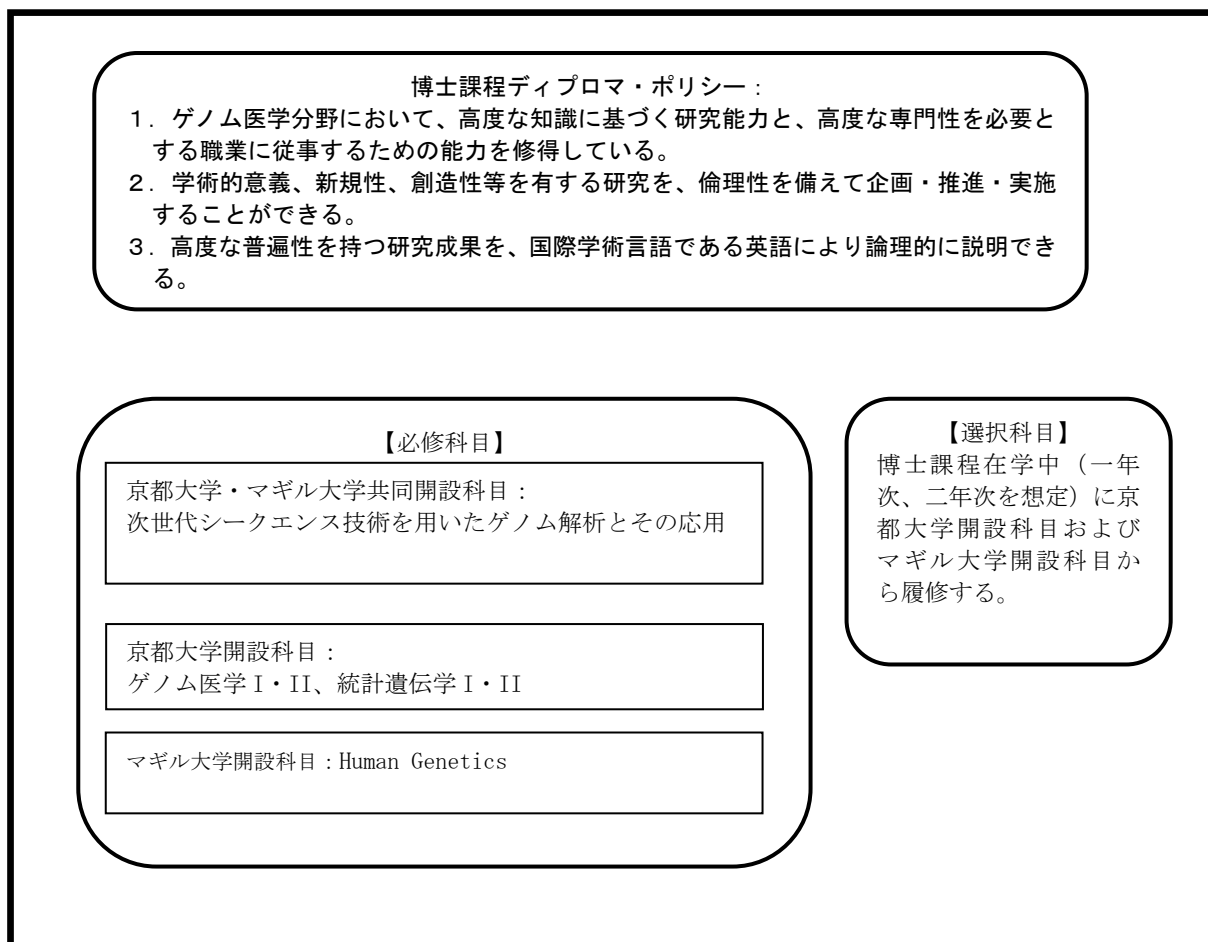 博士課程ディプロマ・ポリシー：
１．ゲノム医学分野において、高度な知識に基づく研究能力と、高度な専門性を必要と
する職業に従事するための能力を修得している。
２．学術的意義、新規性、創造性等を有する研究を、倫理性を備えて企画・推進・実施
することができる。
３．高度な普遍性を持つ研究成果を、国際学術言語である英語により論理的に説明でき
る。
【必修科目】
京都大学・マギル大学共同開設科目：
次世代シークエンス技術を用いたゲノム解析とその応用
京都大学開設科目：
ゲノム医学 I・II、統計遺伝学 I・II
マギル大学開設科目：Human Genetics
【選択科目】
博士課程在学中（一年
次、二年次を想定）に京
都大学開設科目および
マギル大学開設科目か
ら履修する。